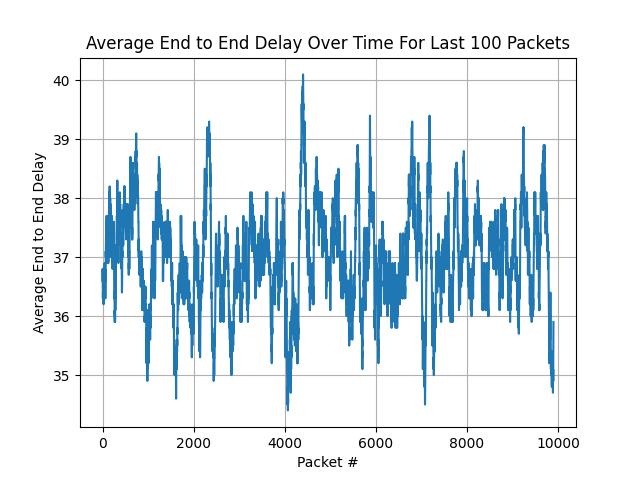 Average End to End Delay Over Time For Last 100 Packets
40
39
38
37
36
35
Average End to End Delay
0 2000 4000 6000 8000 10000
Packet #